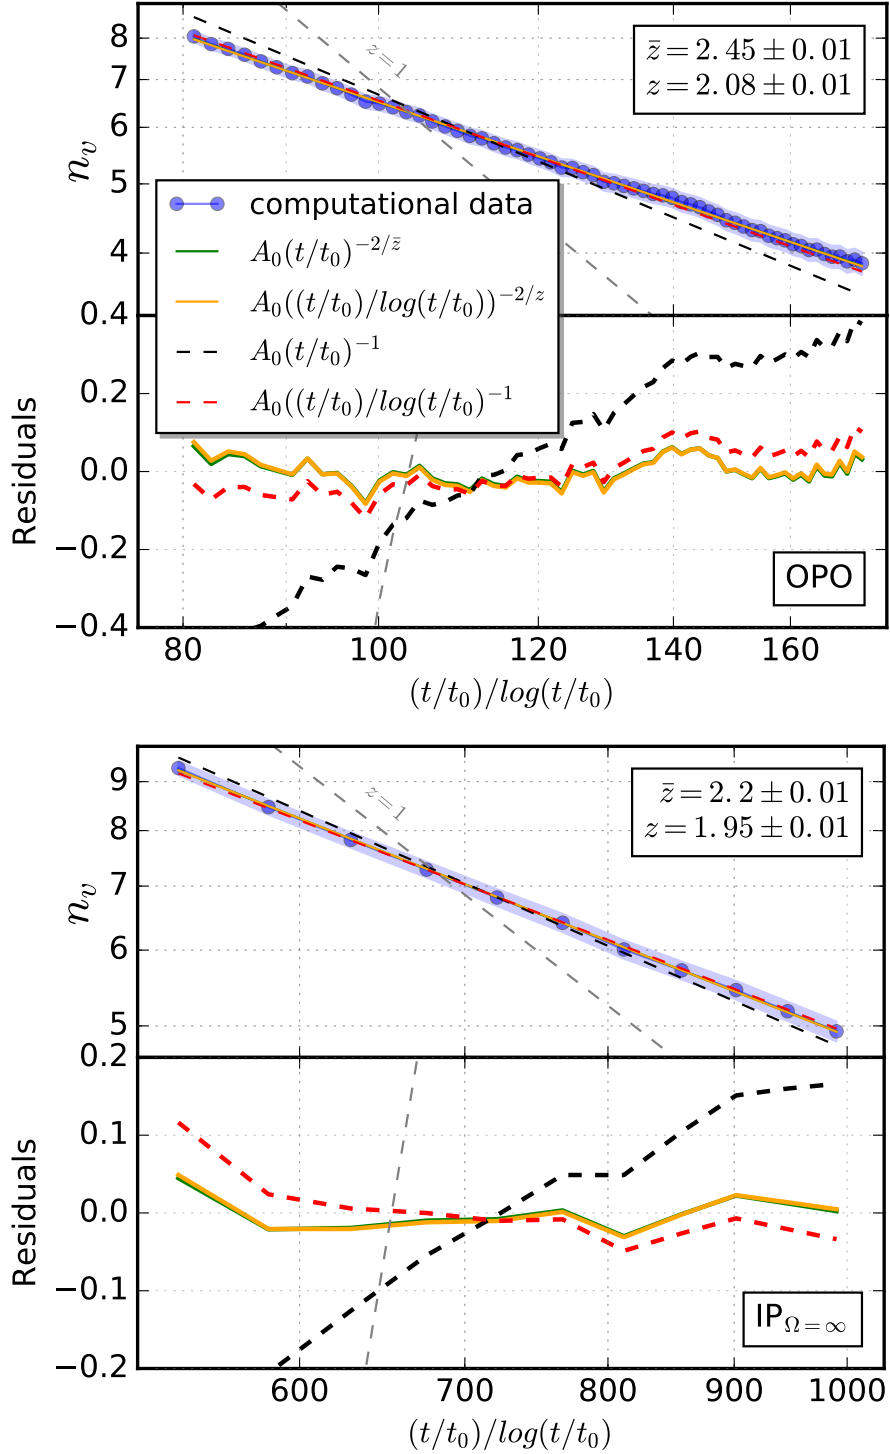 8
7
6
5
4
n_v
z = 1
z̄ = 2.45 ± 0.01
z = 2.08 ± 0.01
computational data
A₀(t/t₀)^{−2/z̄}
A₀((t/t₀)/log(t/t₀))^{−2/z}
A₀(t/t₀)^{−1}
A₀((t/t₀)/log(t/t₀)^{−1}
0.4
0.2
0.0
−0.2
−0.4
Residuals
OPO
80 100 120 140 160
(t/t₀)/log(t/t₀)
9
8
7
6
5
n_v
z = 1
z̄ = 2.2 ± 0.01
z = 1.95 ± 0.01
0.2
0.1
0.0
−0.1
−0.2
Residuals
IP_{Ω = ∞}
600 700 800 900 1000
(t/t₀)/log(t/t₀)